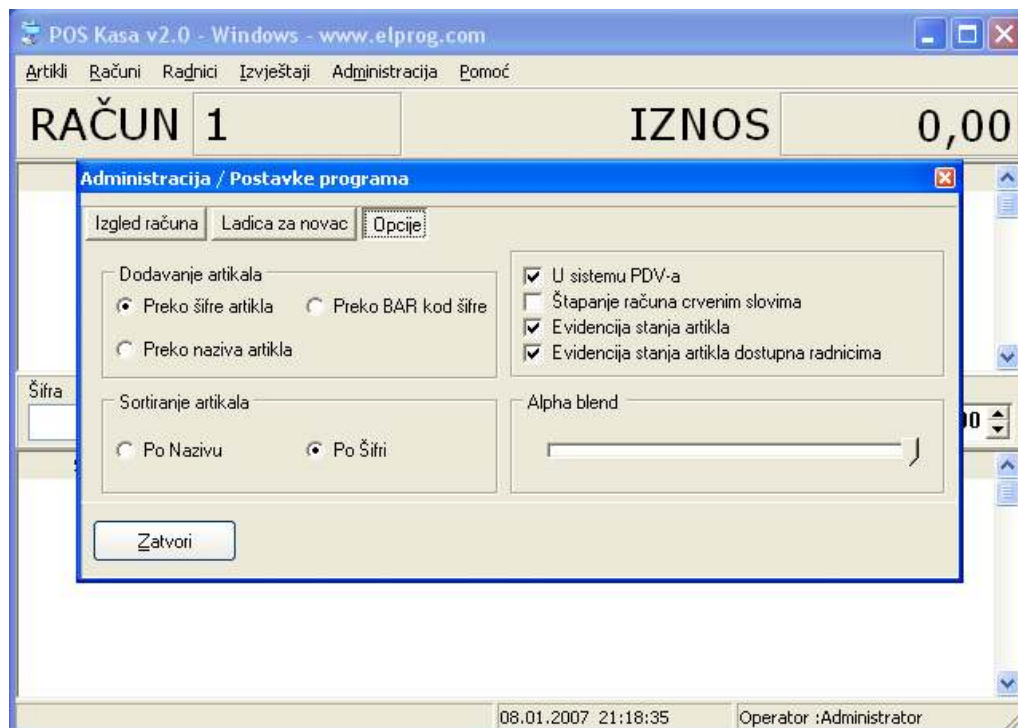 POS Kasa v2.0 - Windows - www.elprog.com
Artikli Računi Radnici Izvještaji Administracija Pomoć
RAČUN 1 IZNOS 0,00
Administracija / Postavke programa
Izgled računa Ladica za novac Opcije
Dodavanje artikala
Preko šifre artikla Preko BAR kod šifre
Preko naziva artikla
U sistemu PDV-a
Štapanje računa crvenim slovima
Evidencija stanja artikla
Evidencija stanja artikla dostupna radnicima
Šifra
Sortiranje artikala
Po Nazivu Po Šifri
Alpha blend
Zatvori
08.01.2007 21:18:35 Operator :Administrator